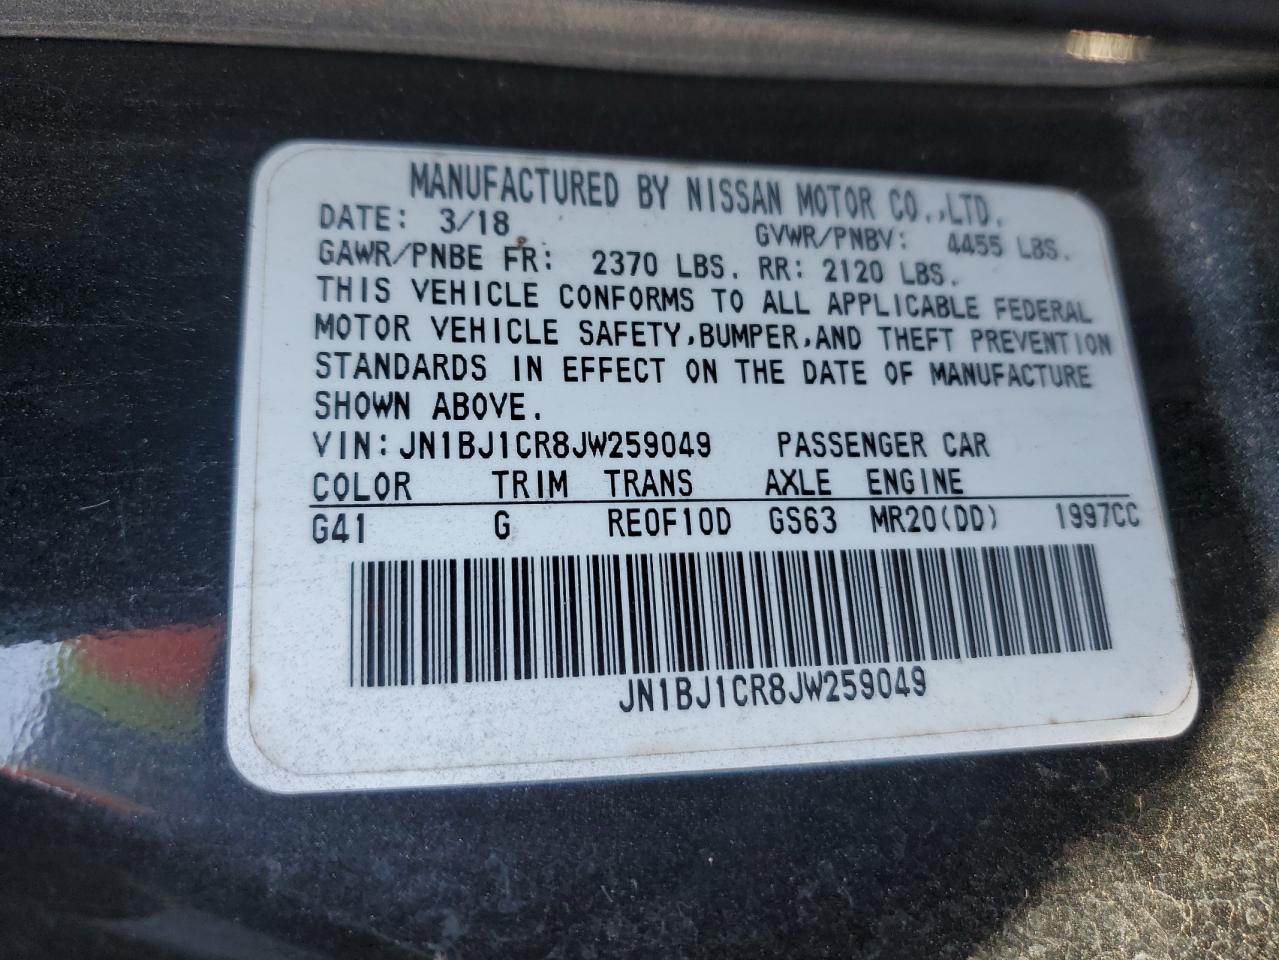 MANUFACTURED BY NISSAN MOTOR CO.,LTD.
DATE: 3/18 GVWR/PNBV: 4455 LBS.
GAWR/PNBE FR: 2370 LBS. RR: 2120 LBS.
THIS VEHICLE CONFORMS TO ALL APPLICABLE FEDERAL
MOTOR VEHICLE SAFETY,BUMPER,AND THEFT PREVENTION
STANDARDS IN EFFECT ON THE DATE OF MANUFACTURE
SHOWN ABOVE.
VIN:JN1BJ1CR8JW259049 PASSENGER CAR
COLOR TRIM TRANS AXLE ENGINE
G41 G RE0F10D GS63 MR20(DD) 1997CC
JN1BJ1CR8JW259049